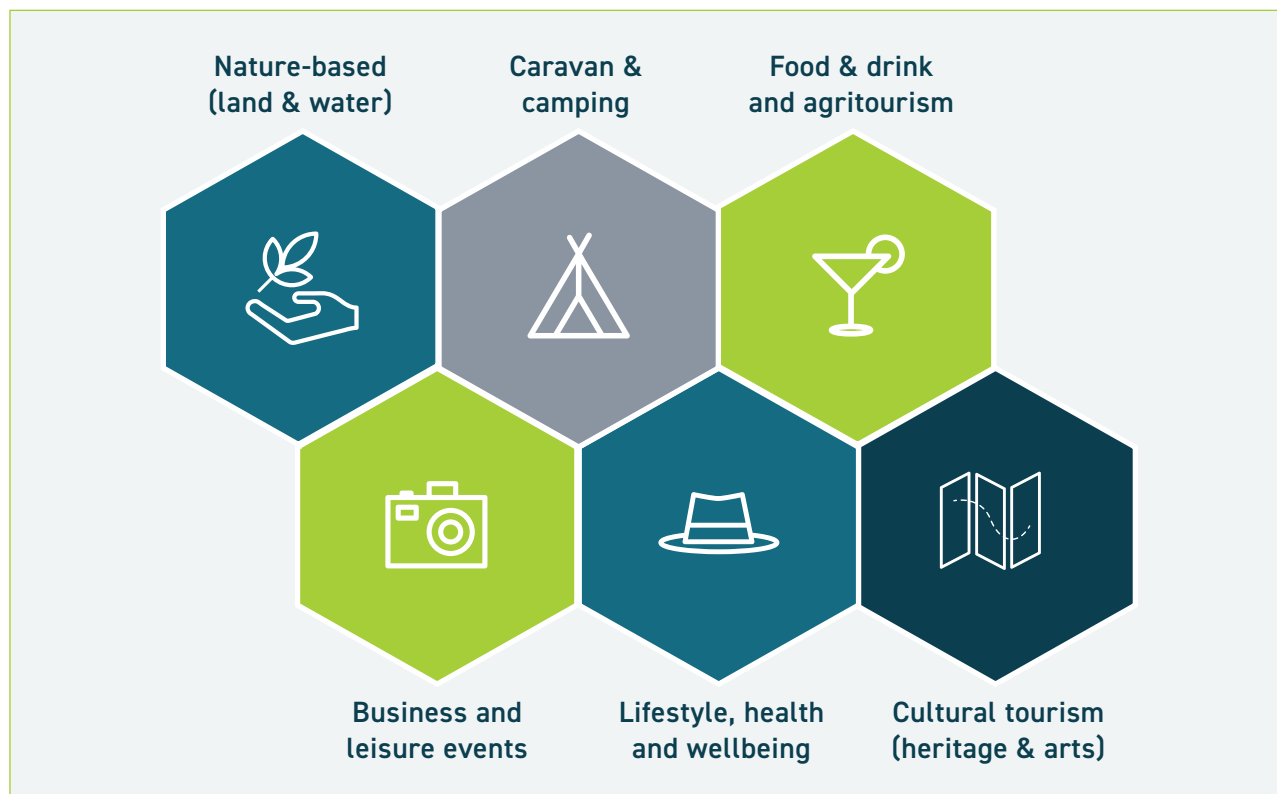 Nature-based
(land & water)
Caravan &
camping
Food & drink
and agritourism
Business and
leisure events
Lifestyle, health
and wellbeing
Cultural tourism
(heritage & arts)